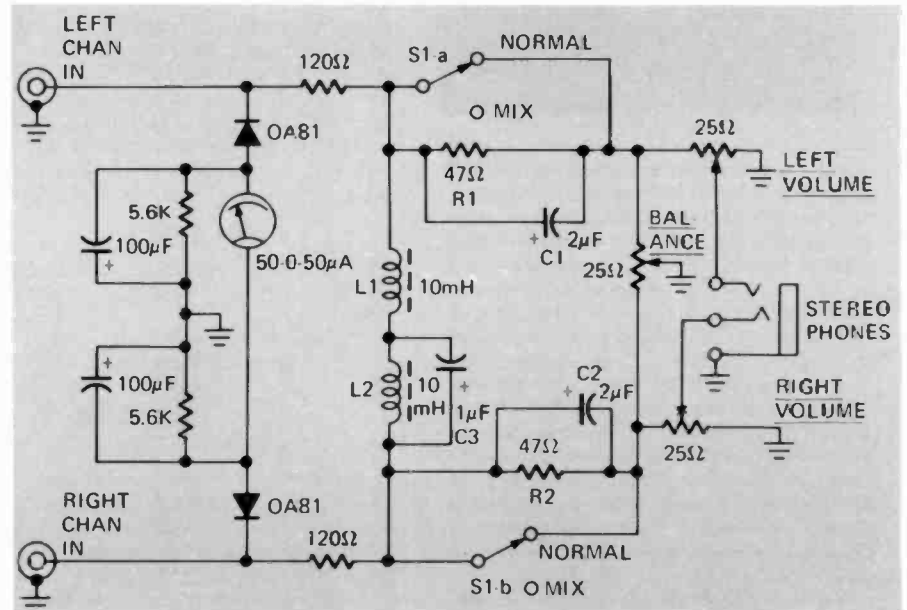 LEFT
CHAN
IN
120Ω
S1-a
NORMAL
MIX
OA81
25Ω
LEFT
VOLUME
47Ω
R1
5.6K
100µF
+
+
2µF
C1
BAL-
ANCE
50-0-50µA
25Ω
L1
10mH
STEREO
PHONES
100µF
+
5.6K
L2
10
mH
+
1µF
C3
C2
+
2µF
RIGHT
VOLUME
47Ω
R2
25Ω
OA81
RIGHT
CHAN
IN
120Ω
NORMAL
S1-b
MIX